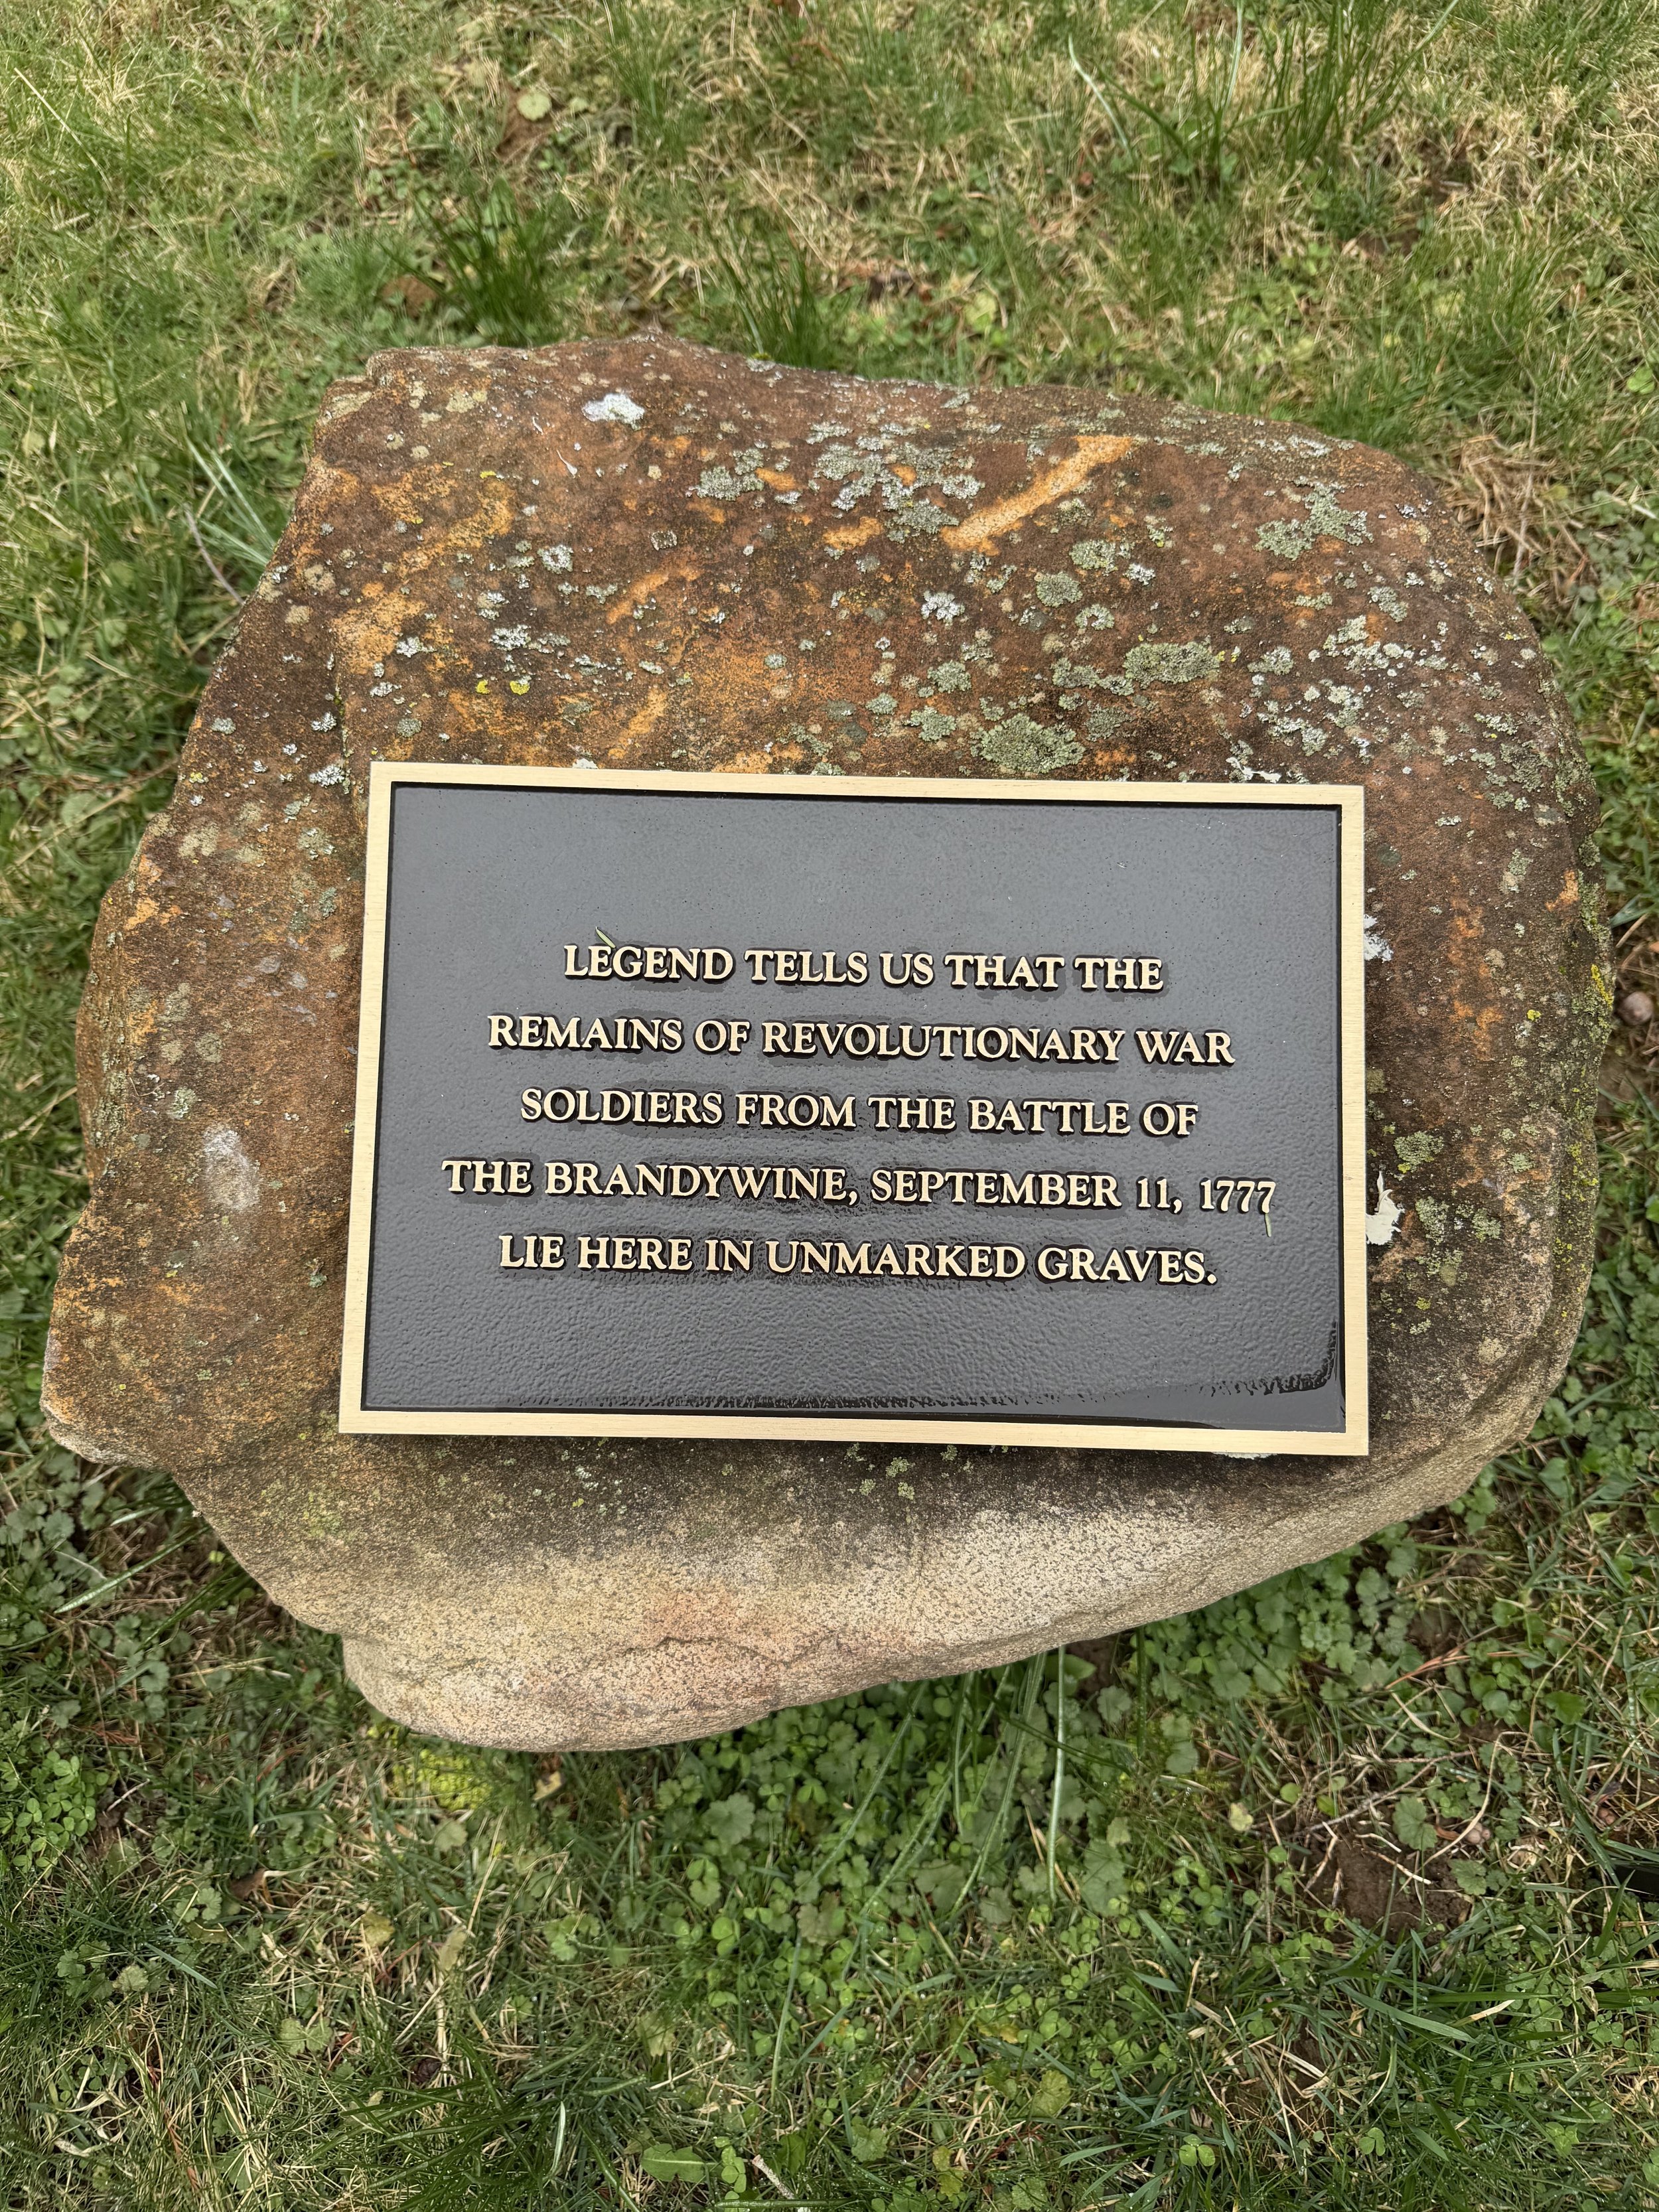 LEGEND TELLS US THAT THE
REMAINS OF REVOLUTIONARY WAR
SOLDIERS FROM THE BATTLE OF
THE BRANDYWINE, SEPTEMBER 11, 1777
LIE HERE IN UNMARKED GRAVES.